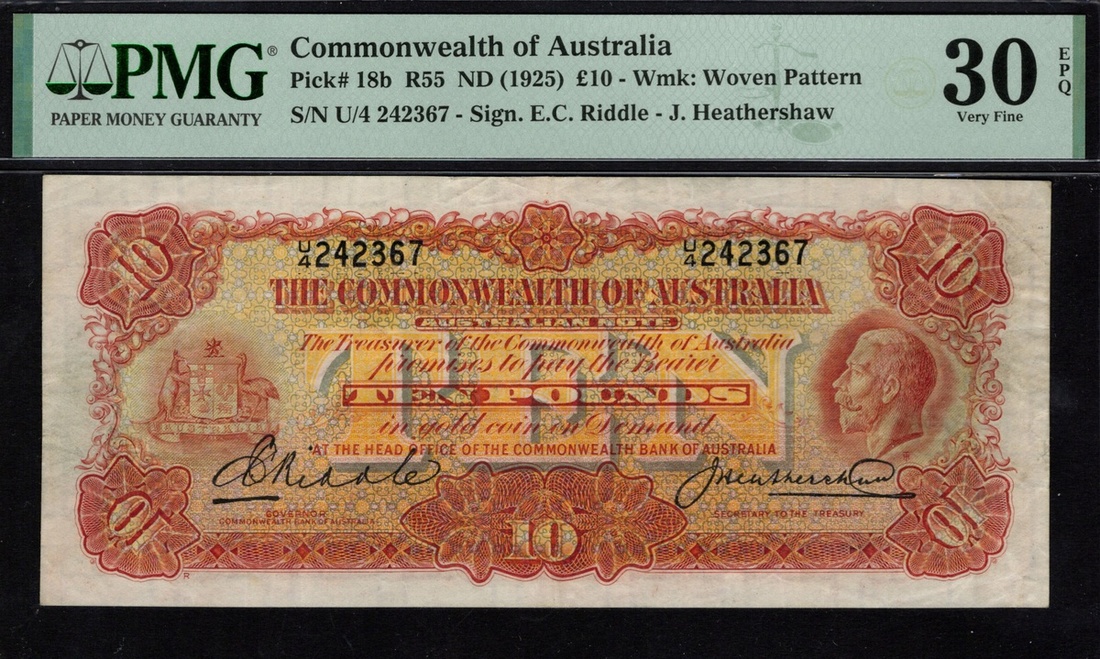 PMG®
PAPER MONEY GUARANTY
Commonwealth of Australia
Pick# 18b R55 ND (1925) £10 - Wmk: Woven Pattern
S/N U/4 242367 - Sign. E.C. Riddle - J. Heathershaw
30
EPQ
Very Fine
10
10
U/4 242367
U/4 242367
THE COMMONWEALTH OF AUSTRALIA
AUSTRALIAN NOTE
TEN
The Treasurer of the Commonwealth of Australia
promises to pay the Bearer
TEN POUNDS
in gold coin on Demand
AT THE HEAD OFFICE OF THE COMMONWEALTH BANK OF AUSTRALIA
AUSTRALIA
E C Riddle
J Heathershaw
GOVERNOR
COMMONWEALTH BANK OF AUSTRALIA
SECRETARY TO THE TREASURY
10
10
10
R